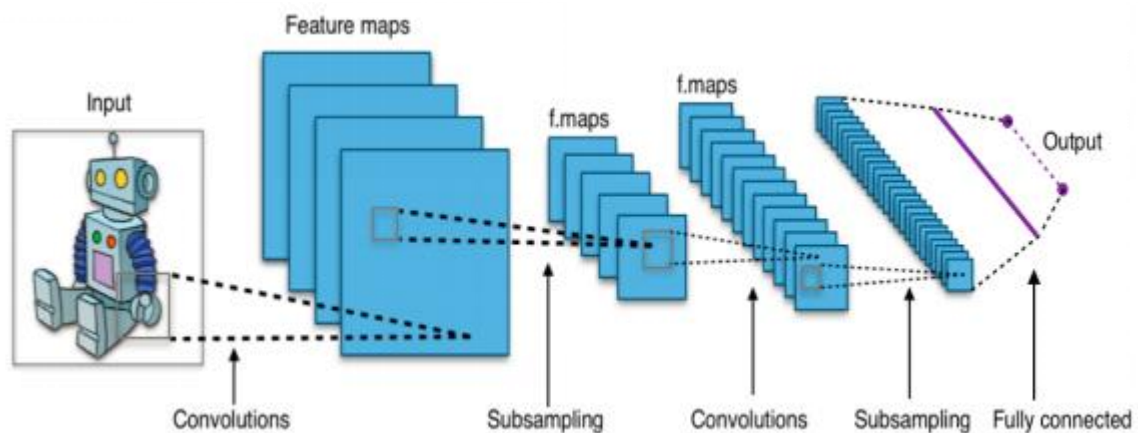 Feature maps
Input
f.maps
f.maps
Output
Convolutions
Subsampling
Convolutions
Subsampling
Fully connected